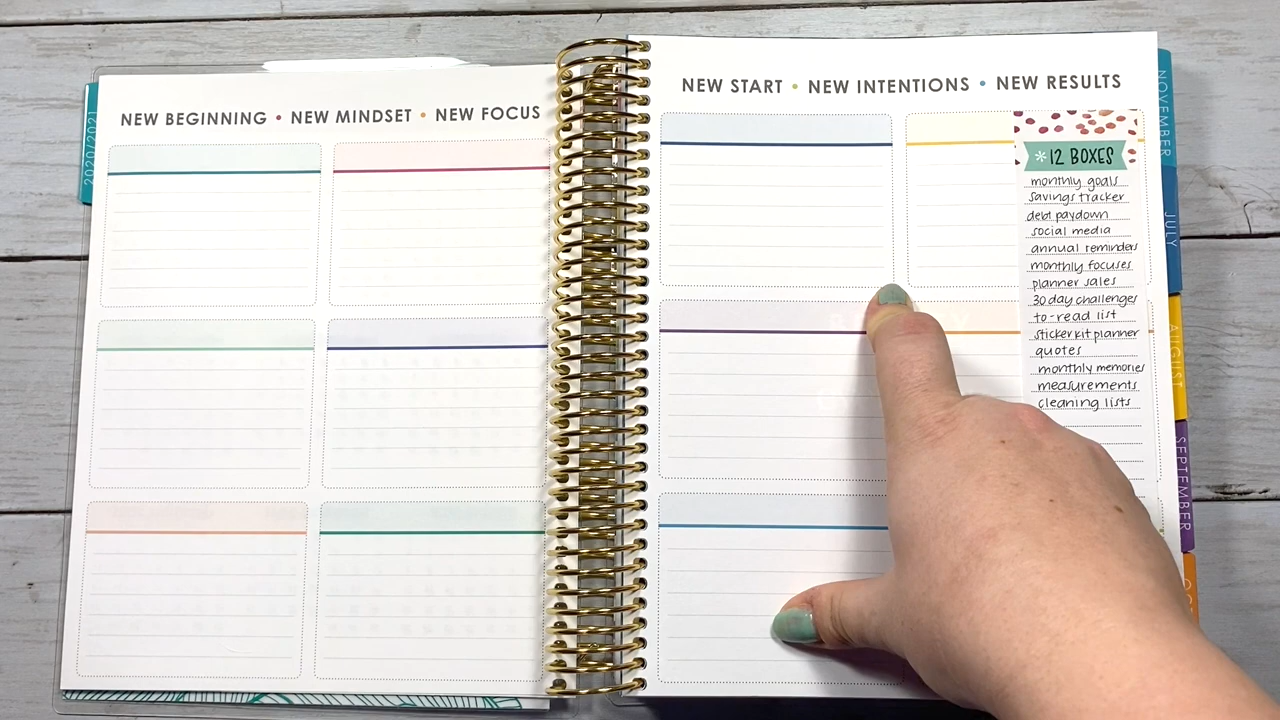 NEW BEGINNING • NEW MINDSET • NEW FOCUS
2020/2021
NEW START • NEW INTENTIONS • NEW RESULTS
*12 BOXES
monthly goals
savings tracker
debt paydown
social media
annual reminders
monthly focuses
planner sales
30 day challenges
to-read list
sticker kit planner
quotes
monthly memories
measurements
cleaning lists
NOVEMBER
JULY
AUGUST
SEPTEMBER